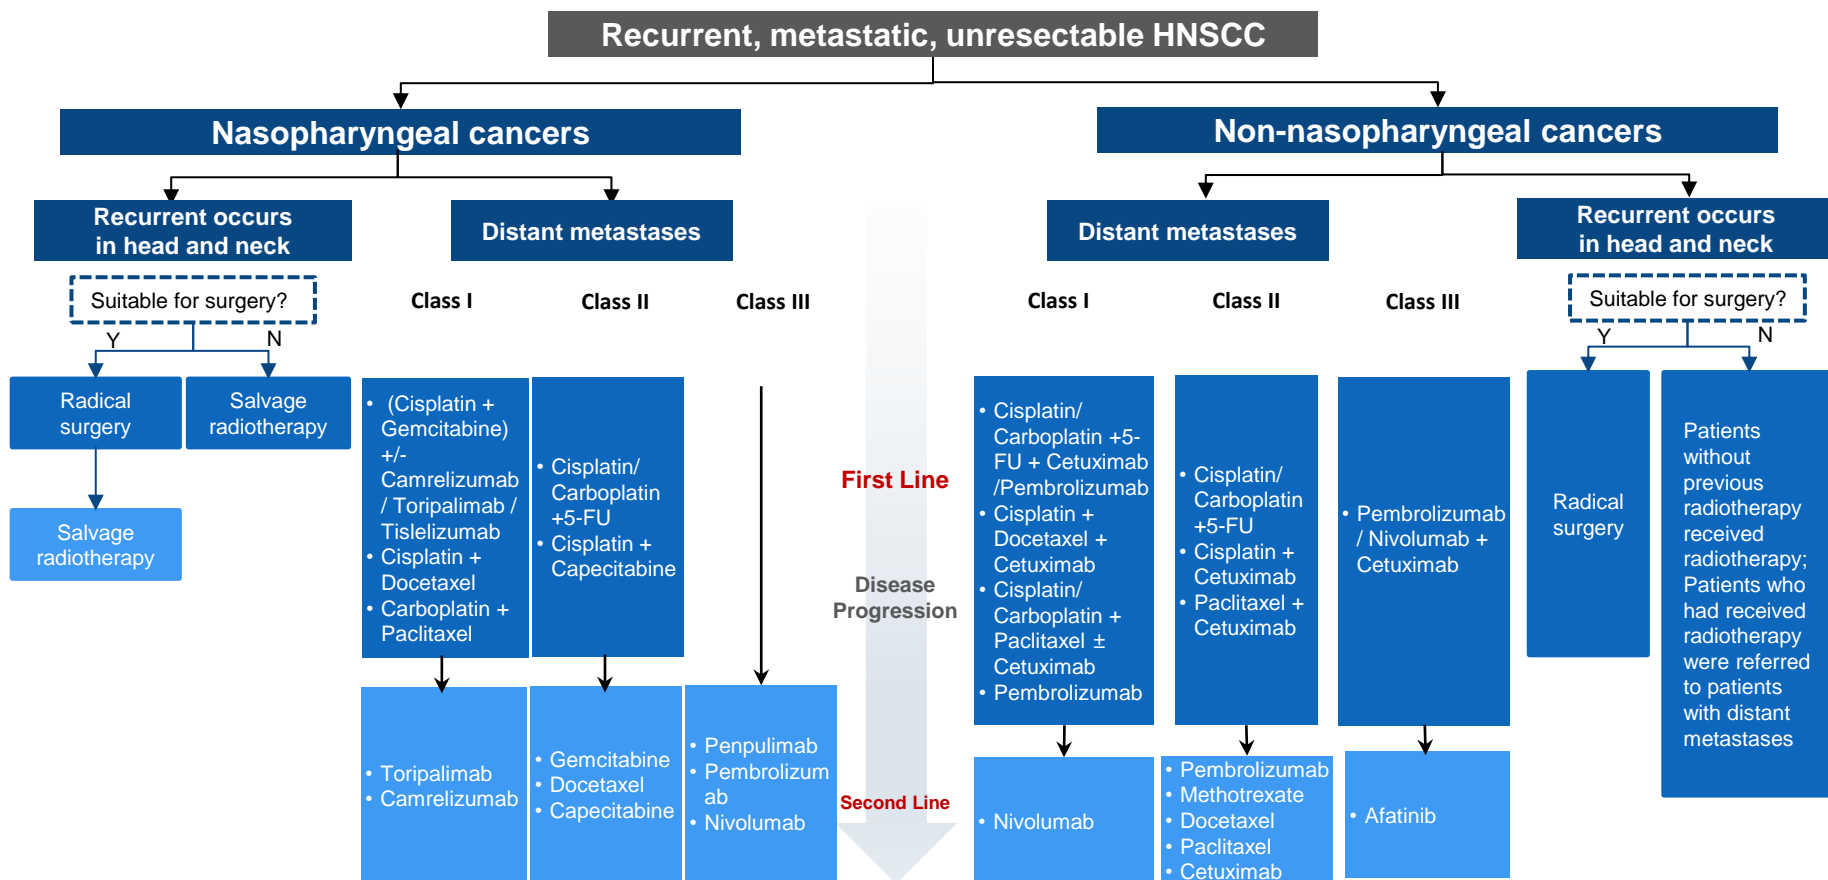 Recurrent, metastatic, unresectable HNSCC
Nasopharyngeal cancers
Non-nasopharyngeal cancers
Recurrent occurs
in head and neck
Distant metastases
Distant metastases
Recurrent occurs
in head and neck
Suitable for surgery?
Y
N
Radical
surgery
Salvage
radiotherapy
Salvage
radiotherapy
Class I
Class II
Class III
• (Cisplatin +
Gemcitabine)
+/-
Camrelizumab
/ Toripalimab /
Tislelizumab
• Cisplatin +
Docetaxel
• Carboplatin +
Paclitaxel
• Cisplatin/
Carboplatin
+5-FU
• Cisplatin +
Capecitabine
• Toripalimab
• Camrelizumab
• Gemcitabine
• Docetaxel
• Capecitabine
• Penpulimab
• Pembrolizum
ab
• Nivolumab
First Line
Disease
Progression
Second Line
Class I
Class II
Class III
• Cisplatin/
Carboplatin +5-
FU + Cetuximab
/Pembrolizumab
• Cisplatin +
Docetaxel +
Cetuximab
• Cisplatin/
Carboplatin +
Paclitaxel ±
Cetuximab
• Pembrolizumab
• Cisplatin/
Carboplatin
+5-FU
• Cisplatin +
Cetuximab
• Paclitaxel +
Cetuximab
• Pembrolizumab
/ Nivolumab +
Cetuximab
• Nivolumab
• Pembrolizumab
• Methotrexate
• Docetaxel
• Paclitaxel
• Cetuximab
• Afatinib
Suitable for surgery?
Y
N
Radical
surgery
Patients
without
previous
radiotherapy
received
radiotherapy;
Patients who
had received
radiotherapy
were referred
to patients
with distant
metastases